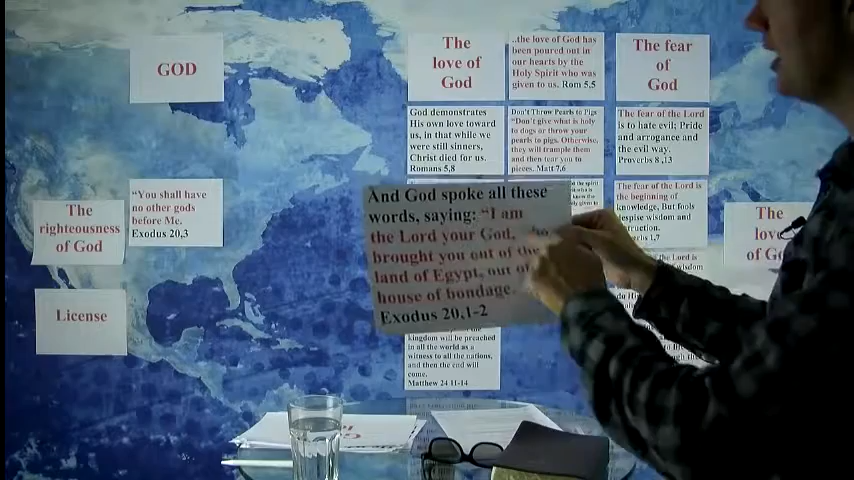 GOD
The
righteousness
of God
"You shall have
no other gods
before Me.
Exodus 20,3
License
The
love of
God
..the love of God has
been poured out in
our hearts by the
Holy Spirit who was
given to us. Rom 5,5
The fear
of
God
God demonstrates
His own love toward
us, in that while we
were still sinners,
Christ died for us.
Romans 5,8
Don't Throw Pearls to Pigs
"Don't give what is holy
to dogs or throw your
pearls to pigs. Otherwise,
they will trample them
and then tear you to
pieces. Matt 7,6
The fear of the Lord
is to hate evil; Pride
and arrogance and
the evil way.
Proverbs 8,13
The fear of the Lord
is the beginning of
knowledge, But fools
despise wisdom and
1,7
And God spoke all these
words, saying: "I am
the Lord your God,
brought you out of the
land of Egypt, out of
house of bondage.
Exodus 20,1-2
The
love
of
kingdom will be preached
in all the world as a
witness to all the nations,
and then the end will
come.
Matthew 24 11-14